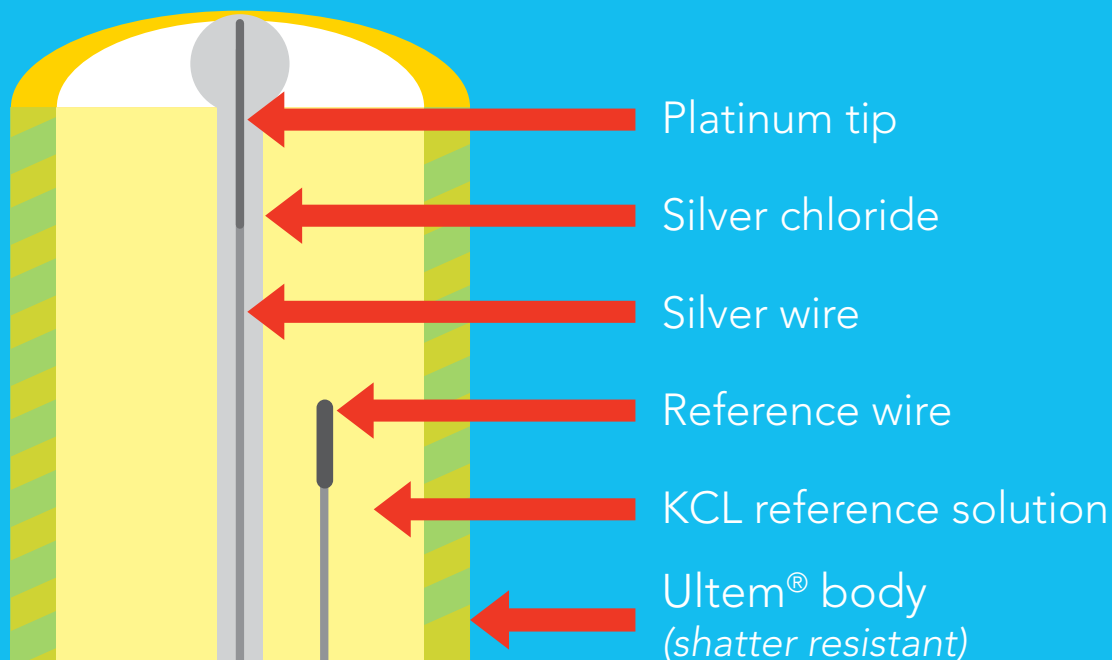 Platinum tip
Silver chloride
Silver wire
Reference wire
KCL reference solution
Ultem® body
(shatter resistant)